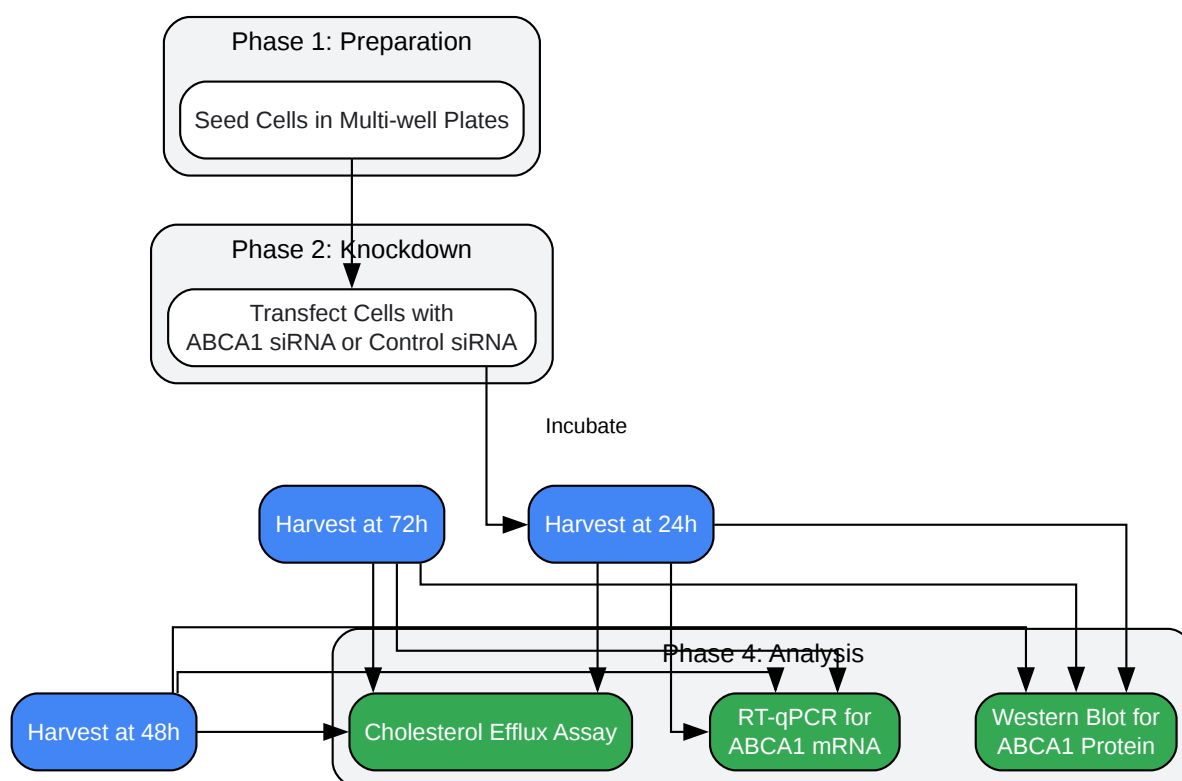 Phase 1: Preparation
Seed Cells in Multi-well Plates
Phase 2: Knockdown
Transfect Cells with
ABCA1 siRNA or Control siRNA
Incubate
Harvest at 72h
Harvest at 24h
Phase 4: Analysis
Harvest at 48h
Cholesterol Efflux Assay
RT-qPCR for
ABCA1 mRNA
Western Blot for
ABCA1 Protein